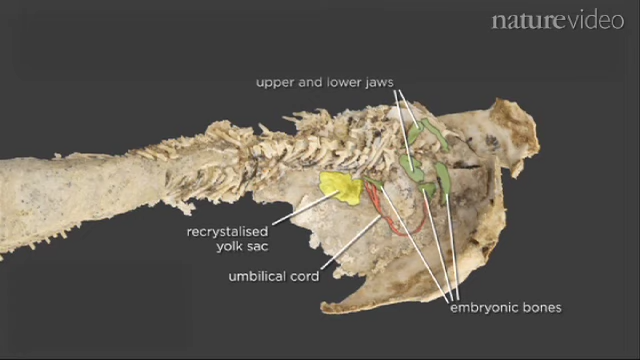 naturevideo
upper and lower jaws
recrystalised
yolk sac
umbilical cord
embryonic bones